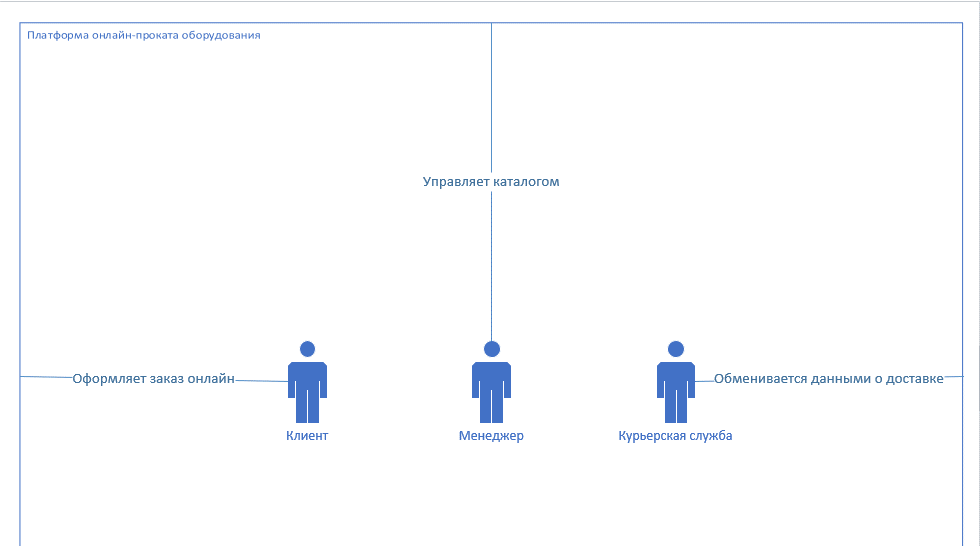 Платформа онлайн-проката оборудования
Управляет каталогом
Оформляет заказ онлайн
Обменивается данными о доставке
Клиент
Менеджер
Курьерская служба